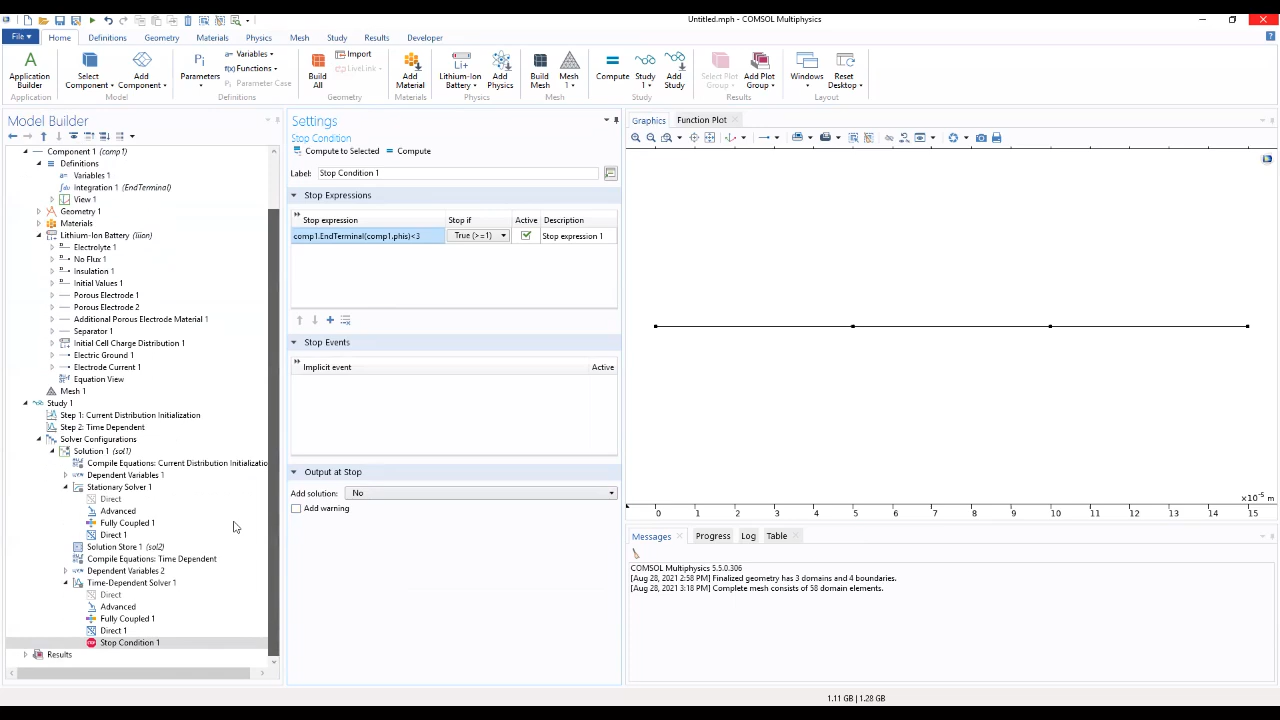 Untitled.mph - COMSOL Multiphysics
File Home Definitions Geometry Materials Physics Mesh Study Results Developer
Application Builder
Select Component
Add Component
Parameters
a= Variables
f(x) Functions
Pi Parameter Case
Build All
Import
LiveLink
Add Material
Lithium-Ion Battery
Add Physics
Build Mesh
Mesh 1
Compute
Study 1
Add Study
Select Plot Group
Add Plot Group
Windows
Reset Desktop
Application Model Definitions Geometry Materials Physics Mesh Study Results Layout
Model Builder
Component 1 (comp1)
Definitions
Variables 1
Integration 1 (EndTerminal)
View 1
Geometry 1
Materials
Lithium-Ion Battery (liion)
Electrolyte 1
No Flux 1
Insulation 1
Initial Values 1
Porous Electrode 1
Porous Electrode 2
Additional Porous Electrode Material 1
Separator 1
Initial Cell Charge Distribution 1
Electric Ground 1
Electrode Current 1
Equation View
Mesh 1
Study 1
Step 1: Current Distribution Initialization
Step 2: Time Dependent
Solver Configurations
Solution 1 (sol1)
Compile Equations: Current Distribution Initializatio
Dependent Variables 1
Stationary Solver 1
Direct
Advanced
Fully Coupled 1
Direct 1
Solution Store 1 (sol2)
Compile Equations: Time Dependent
Dependent Variables 2
Time-Dependent Solver 1
Direct
Advanced
Fully Coupled 1
Direct 1
Stop Condition 1
Results
Settings
Stop Condition
Compute to Selected = Compute
Label: Stop Condition 1
Stop Expressions
Stop expression Stop if Active Description
comp1.EndTerminal(comp1.phis)<3 True (>=1) Stop expression 1
Stop Events
Implicit event Active
Output at Stop
Add solution: No
Add warning
Graphics Function Plot
×10⁻⁵ m
0 1 2 3 4 5 6 7 8 9 10 11 12 13 14 15
Messages Progress Log Table
COMSOL Multiphysics 5.5.0.306
[Aug 28, 2021 2:58 PM] Finalized geometry has 3 domains and 4 boundaries.
[Aug 28, 2021 3:18 PM] Complete mesh consists of 58 domain elements.
1.11 GB | 1.28 GB